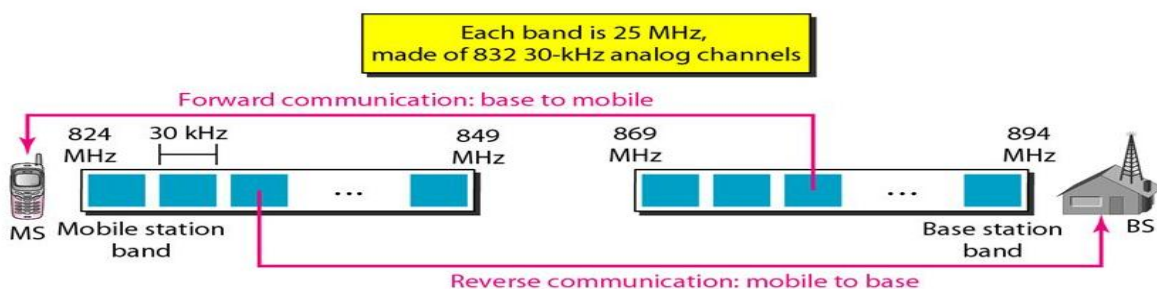 Each band is 25 MHz,
made of 832 30-kHz analog channels
Forward communication: base to mobile
824
MHz
30 kHz
849
MHz
869
MHz
894
MHz
...
...
MS
Mobile station
band
Base station
band
BS
Reverse communication: mobile to base